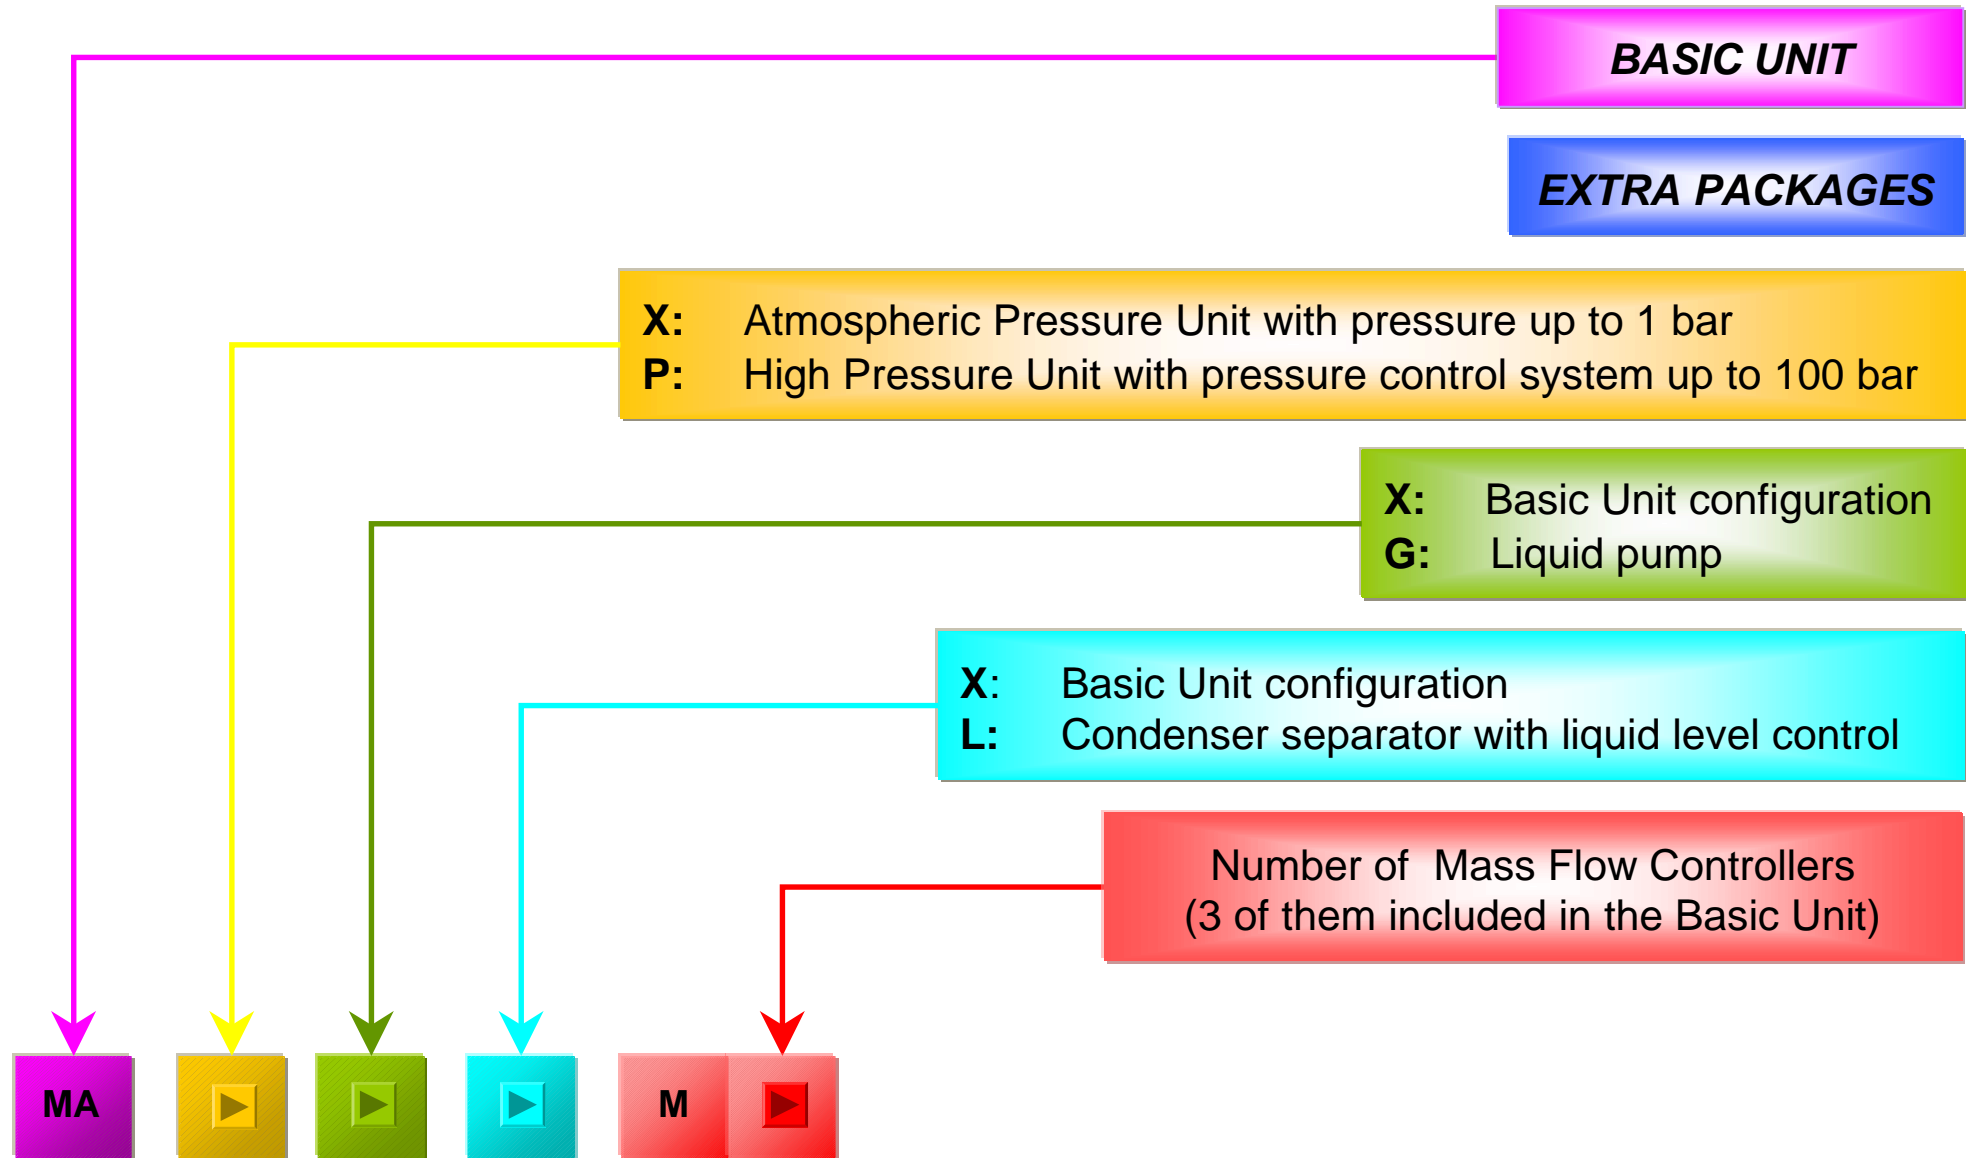 BASIC UNIT
EXTRA PACKAGES
X: Atmospheric Pressure Unit with pressure up to 1 bar
P: High Pressure Unit with pressure control system up to 100 bar
X: Basic Unit configuration
G: Liquid pump
X: Basic Unit configuration
L: Condenser separator with liquid level control
Number of Mass Flow Controllers
(3 of them included in the Basic Unit)
MA M